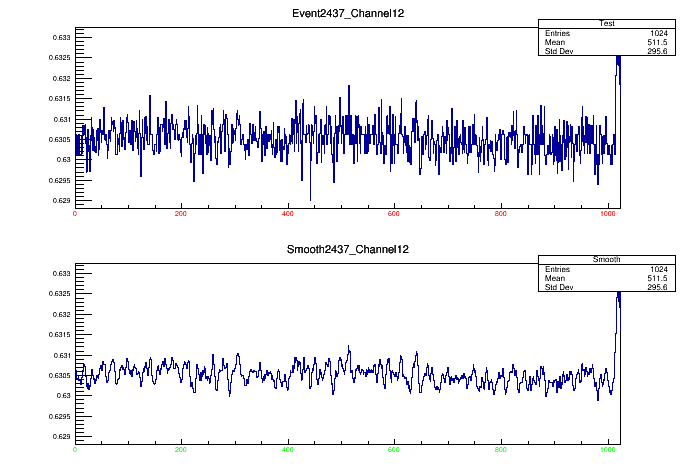 Event2437_Channel12
Test
Entries 1024
Mean 511.5
Std Dev 295.6
0.633
0.6325
0.632
0.6315
0.631
0.6305
0.63
0.6295
0.629
0 200 400 600 800 1000
Smooth2437_Channel12
Smooth
Entries 1024
Mean 511.5
Std Dev 295.6
0.633
0.6325
0.632
0.6315
0.631
0.6305
0.63
0.6295
0.629
0 200 400 600 800 1000